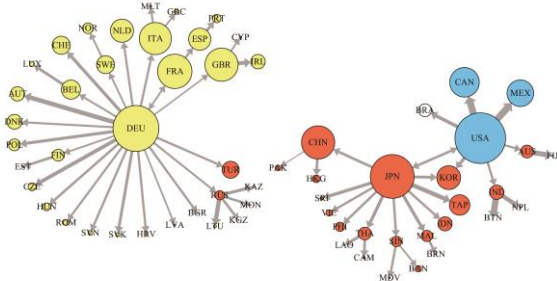 MLT
GRC
PRT
NOR
NLD
ITA
ESP
CYP
CHE
SWE
FRA
GBR
IRL
LUX
AUT
BEL
DNK
DEU
POL
EST
FIN
TUR
CZE
RUS
KAZ
HUN
MON
ROM
SVN
SVK
HRV
LVA
BGR
LTU
KGZ
CAN
MEX
BRA
USA
CHN
AUS
PAK
HKG
JPN
KOR
IND
SRI
TAP
BTN
NPL
VIE
PHI
IDN
THA
SIN
MAL
LAO
CAM
BRN
MDV
BAN